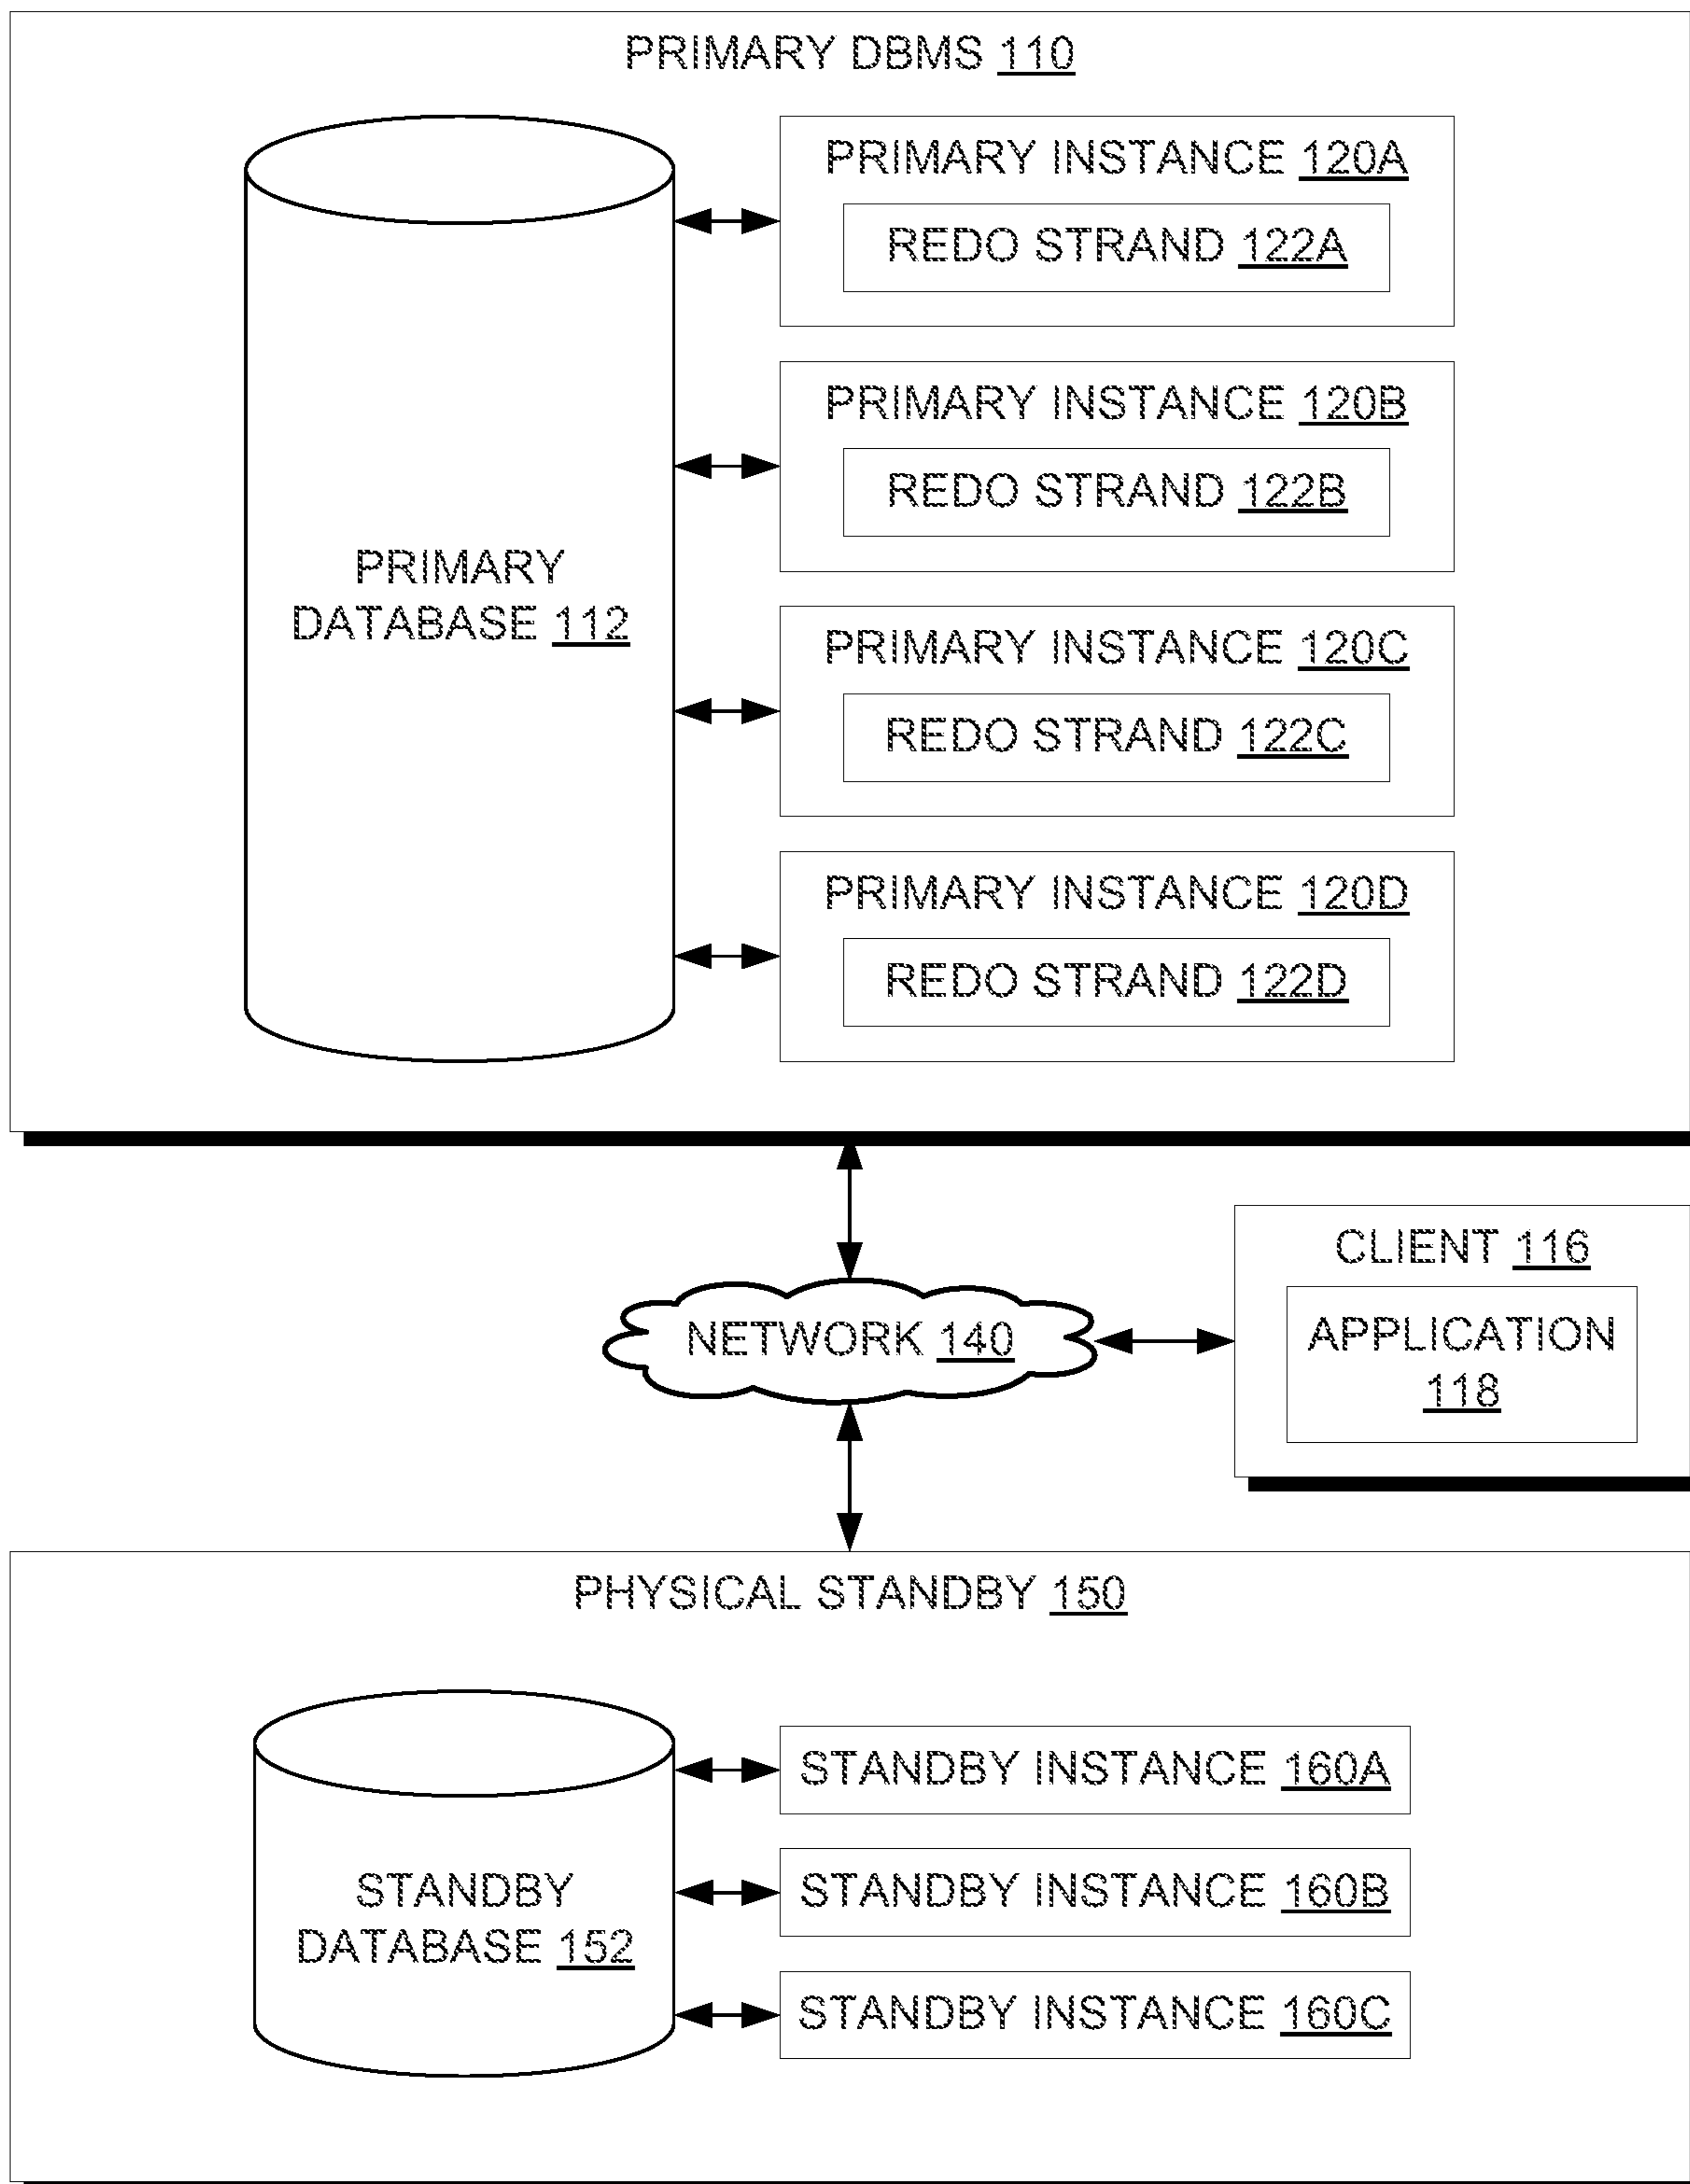 PRIMARY DBMS 110
PRIMARY INSTANCE 120A
REDO STRAND 122A
PRIMARY INSTANCE 120B
REDO STRAND 122B
PRIMARY
DATABASE 112
PRIMARY INSTANCE 120C
REDO STRAND 122C
PRIMARY INSTANCE 120D
REDO STRAND 122D
CLIENT 116
NETWORK 140
APPLICATION
118
PHYSICAL STANDBY 150
STANDBY INSTANCE 160A
STANDBY
DATABASE 152
STANDBY INSTANCE 160B
STANDBY INSTANCE 160C